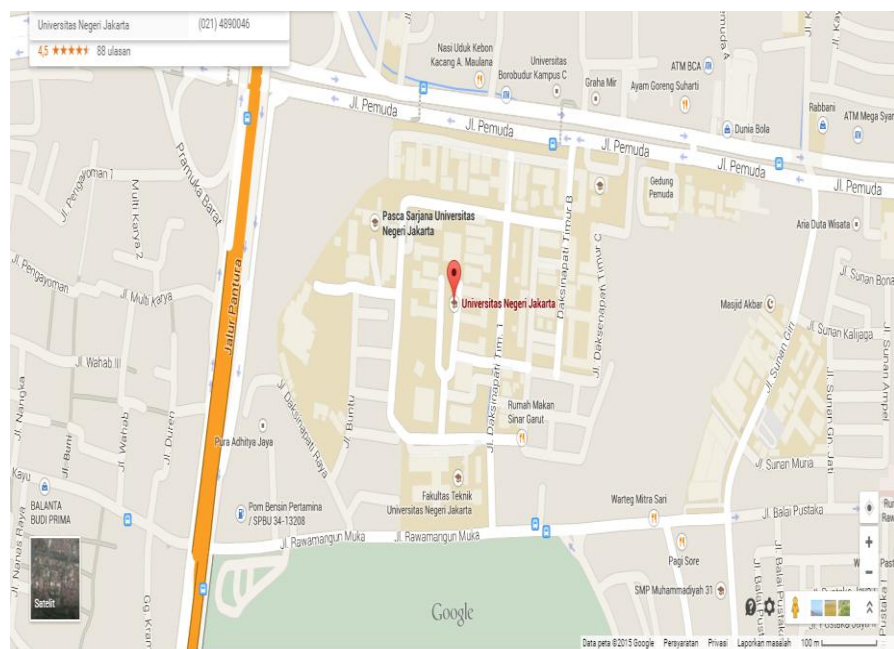 Universitas Negeri Jakarta
(021) 4890046
4,5
88 ulasan
Nasi Uduk Kebon
Kacang A. Maulana
Universitas
Borobudur Kampus C
Graha Mir
ATM BCA
Ayam Goreng Suharti
Rabbani
ATM Mega Syar
Dunia Bola
Jl. Pemuda
Jl. Pemuda
Jl. Pemuda
Jl. Pemuda
Jl. Pemuda
Gedung
Pemuda
Pramuka Barat
Jl. Pengayoman 1
Multi Karya 2
Pasca Sarjana Universitas
Negeri Jakarta
Daksinapati Timur B
Jl. Daksenapati Timur C
Aria Duta Wisata
Jl. Pengayoman
Jl. Multi Karya
Jalur Pantura
Universitas Negeri Jakarta
Masjid Akbar
Jl. Sunan Bona
Jl. Sunan Kalijaga
Jl. Sunan Giri
Jl. Sunan Ampel
Jl. Wahab III
Jl. Nangka
Jl. Buni
Jl. Wahab
Jl. Duren
Jl. Daksinapati Tim. 1
Jl. Buntu
Jl. Daksinapati Raya
Rumah Makan
Sinar Garut
Pura Adhitya Jaya
Jl. Sunan Gn. Jati
Jl. Sunan Muria
Kayu
BALANTA
BUDI PRIMA
Jl. Nanas Raya
Fakultas Teknik
Universitas Negeri Jakarta
Warteg Mitra Sari
Pom Bensin Pertamina
/ SPBU 34-13208
Jl. Rawamangun Muka
Jl. Rawamangun Muka
Jl. Balai Pustaka
Pagi Sore
SMP Muhammadiyah 31
Satelit
Gg. Kram
Google
Data peta ©2015 Google
Persyaratan
Privasi
Laporkan masalah
100 m